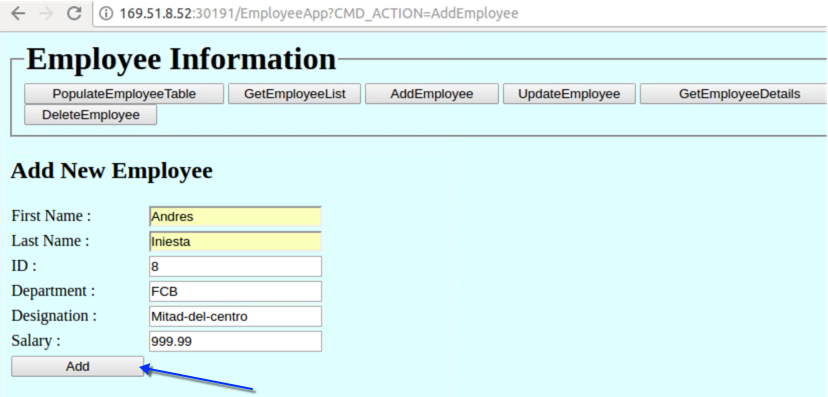 169.51.8.52:30191/EmployeeApp?CMD_ACTION=AddEmployee
Employee Information
PopulateEmployeeTable GetEmployeeList AddEmployee UpdateEmployee GetEmployeeDetails
DeleteEmployee
Add New Employee
First Name : Andres
Last Name : Iniesta
ID : 8
Department : FCB
Designation : Mitad-del-centro
Salary : 999.99
Add